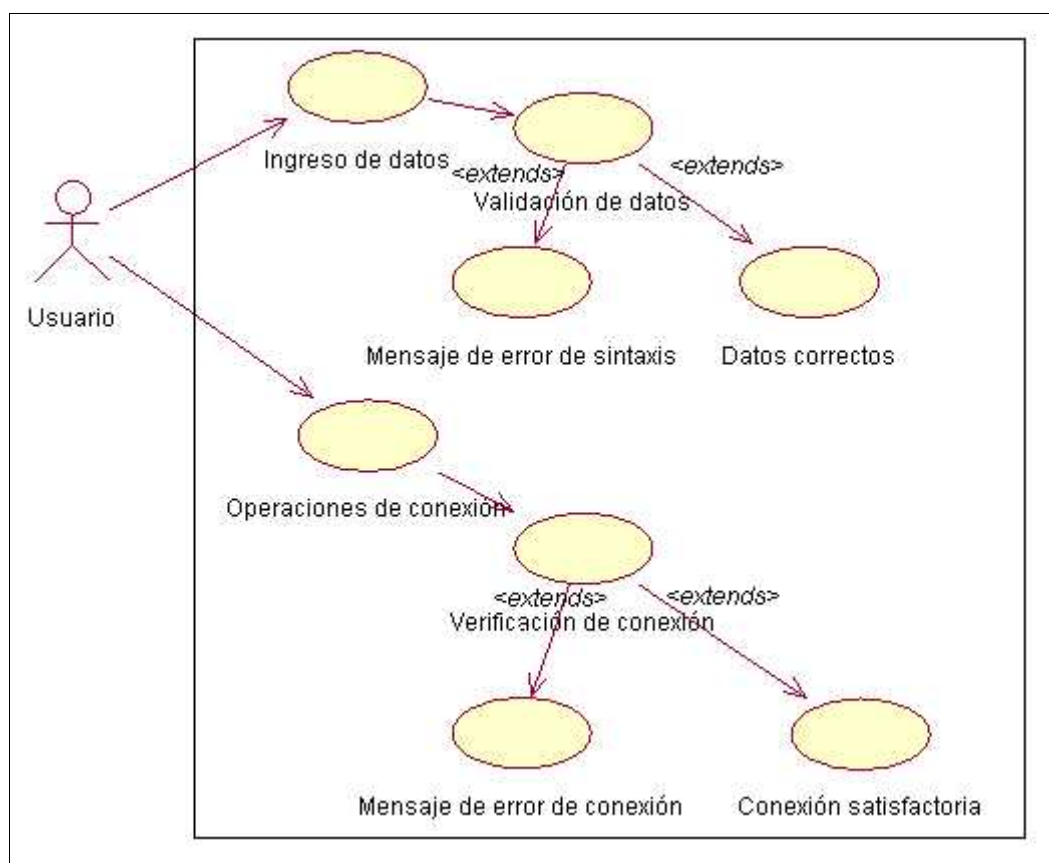 Ingreso de datos
<extends>
<extends>
Validación de datos
Usuario
Mensaje de error de sintaxis
Datos correctos
Operaciones de conexión
<extends>
<extends>
Verificación de conexión
Mensaje de error de conexión
Conexión satisfactoria